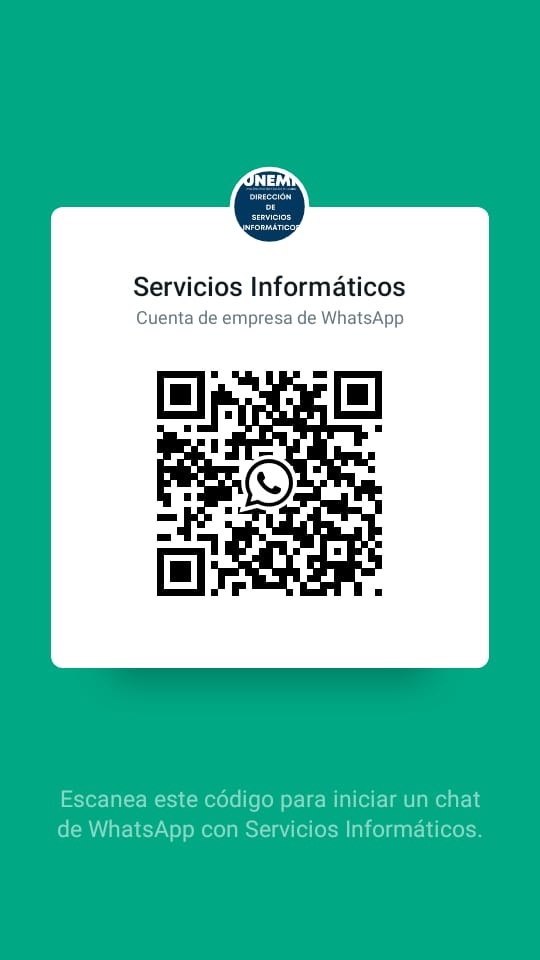 UNEMI
DIRECCIÓN
DE
SERVICIOS
INFORMÁTICOS
Servicios Informáticos
Cuenta de empresa de WhatsApp
Escanea este código para iniciar un chat
de WhatsApp con Servicios Informáticos.